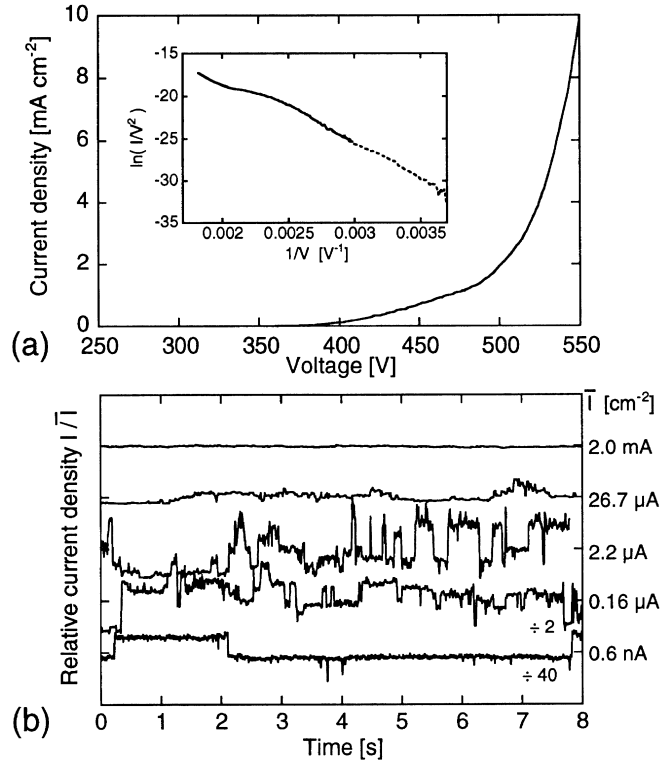 10
8
6
4
2
0
Current density [mA cm-2]
-15
-20
-25
-30
-35
ln( I/V2 )
0.002 0.0025 0.003 0.0035
1/V [V-1]
(a)
250 300 350 400 450 500 550
Voltage [V]
Relative current density I / I̅
I̅ [cm-2]
2.0 mA
26.7 µA
2.2 µA
0.16 µA
÷ 2
0.6 nA
÷ 40
(b)
0 1 2 3 4 5 6 7 8
Time [s]